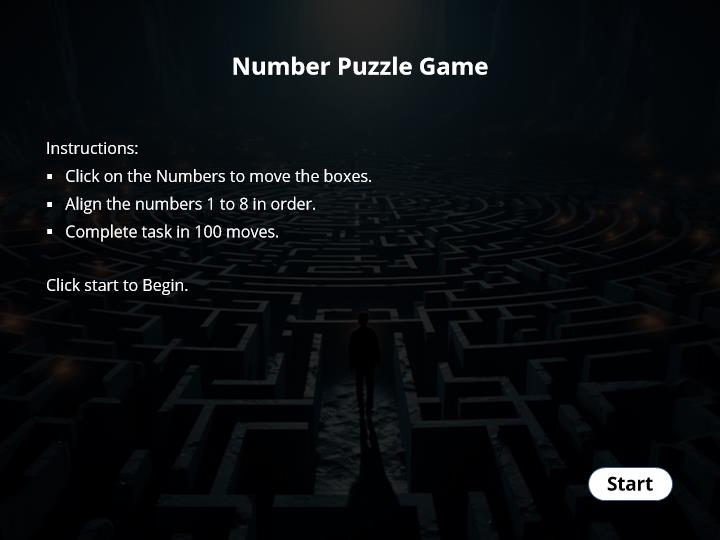 Number Puzzle Game
Instructions:
▪ Click on the Numbers to move the boxes.
▪ Align the numbers 1 to 8 in order.
▪ Complete task in 100 moves.
Click start to Begin.
Start